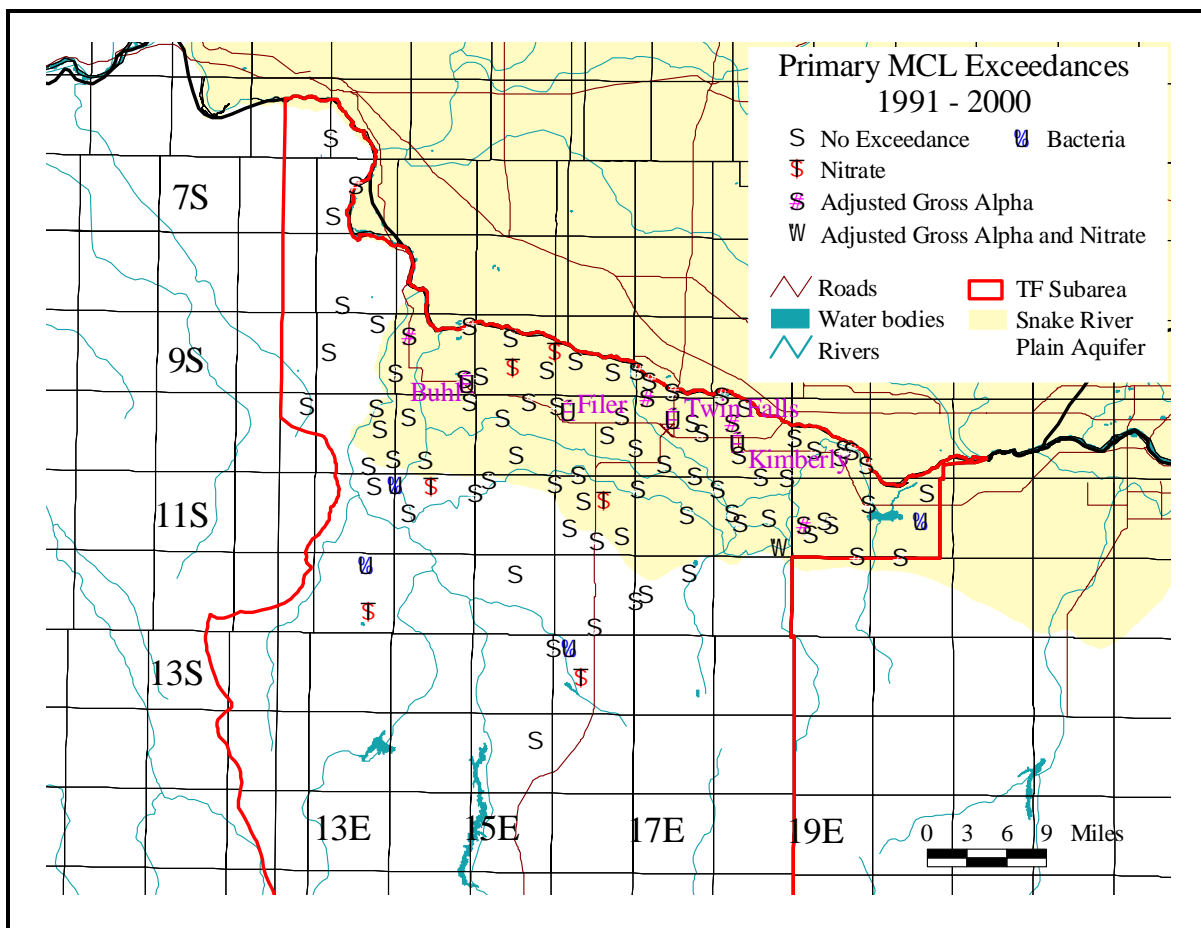 Primary MCL Exceedances
1991 - 2000
S No Exceedance
Bacteria
Nitrate
Adjusted Gross Alpha
W Adjusted Gross Alpha and Nitrate
Roads
TF Subarea
Water bodies
Snake River
Plain Aquifer
Rivers
7S
9S
Buhl
Filer
Twin Falls
Kimberly
11S
13S
13E
15E
17E
19E
0 3 6 9 Miles